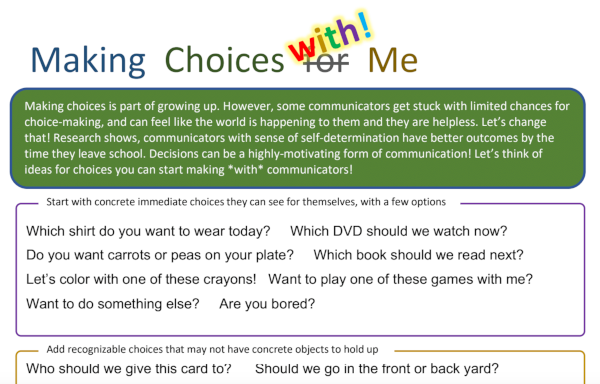 Making Choices for with! Me
Making choices is part of growing up. However, some communicators get stuck with limited chances for
choice-making, and can feel like the world is happening to them and they are helpless. Let's change
that! Research shows, communicators with sense of self-determination have better outcomes by the
time they leave school. Decisions can be a highly-motivating form of communication! Let's think of
ideas for choices you can start making *with* communicators!
Start with concrete immediate choices they can see for themselves, with a few options
Which shirt do you want to wear today? Which DVD should we watch now?
Do you want carrots or peas on your plate? Which book should we read next?
Let's color with one of these crayons! Want to play one of these games with me?
Want to do something else? Are you bored?
Add recognizable choices that may not have concrete objects to hold up
Who should we give this card to? Should we go in the front or back yard?